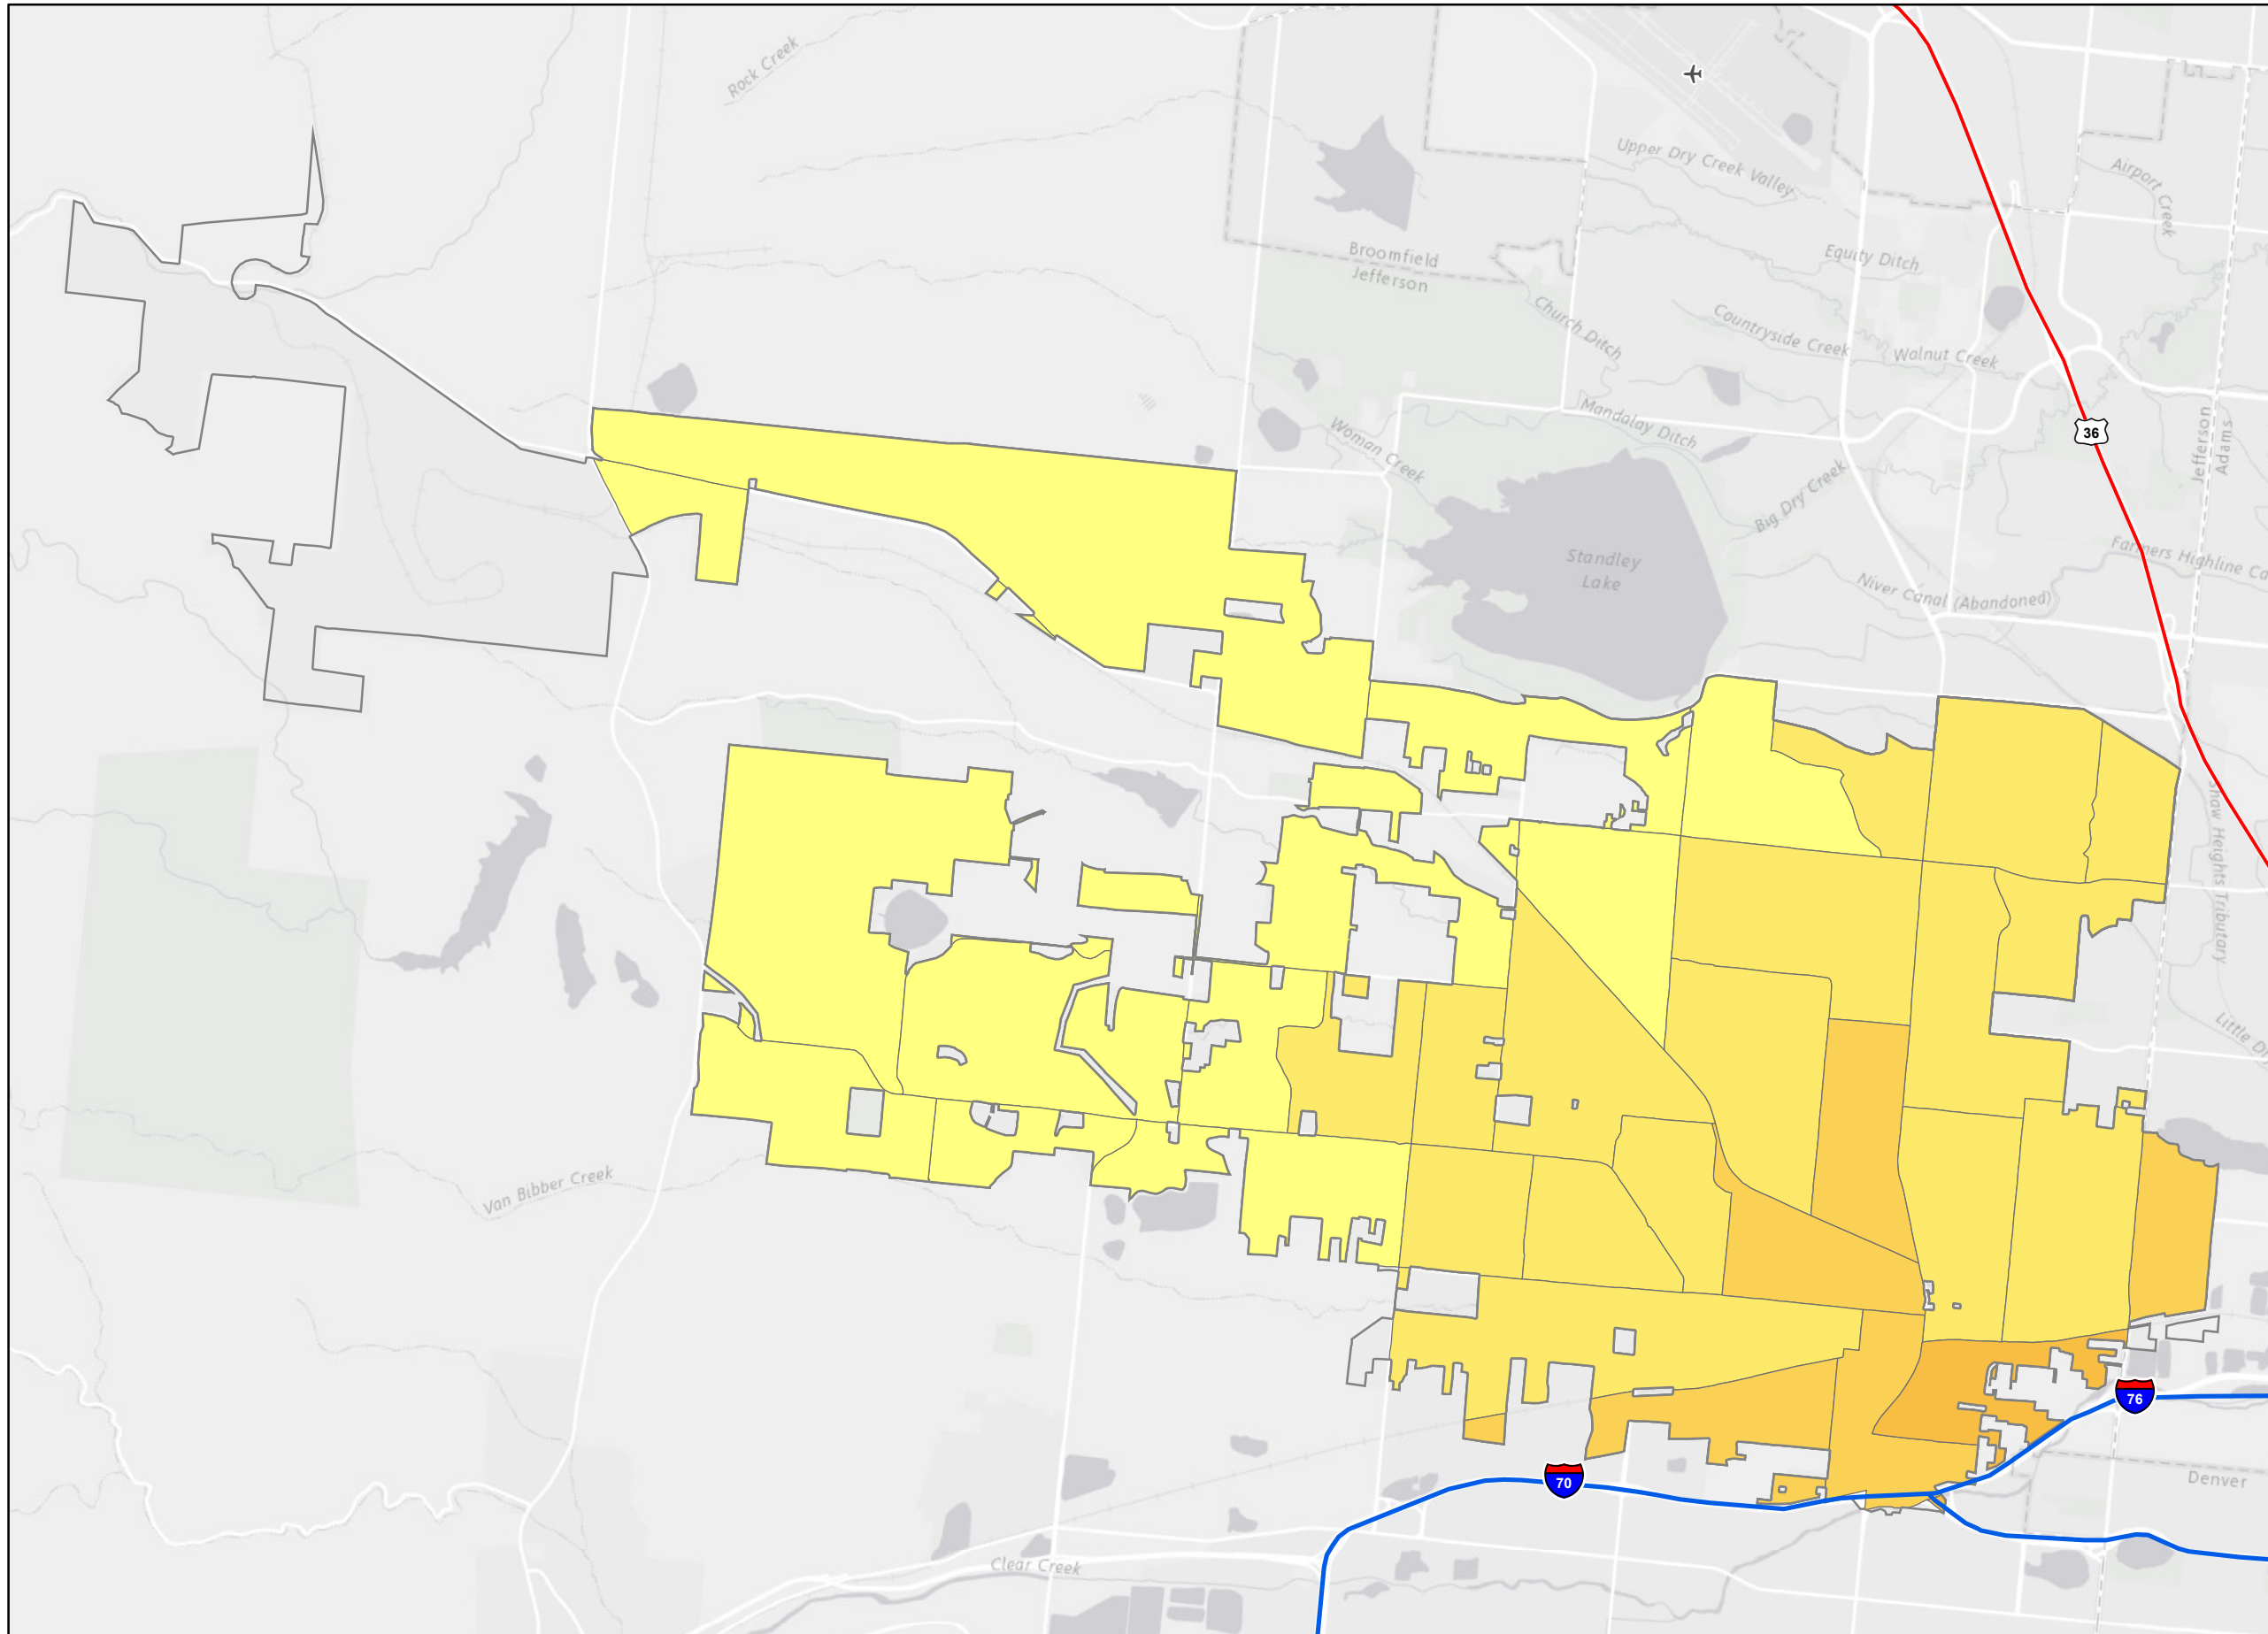 Rock Creek
Upper Dry Creek Valley
Airport Creek
Broomfield
Jefferson
Equity Ditch
Church Ditch
Countryside Creek
Walnut Creek
Mandalay Ditch
Woman Creek
36
Jefferson
Adams
Big Dry Creek
Standley
Lake
Farmers Highline Ca
Niver Canal (Abandoned)
Shaw Heights Tributary
Little Dr
Van Bibber Creek
76
70
Denver
Clear Creek